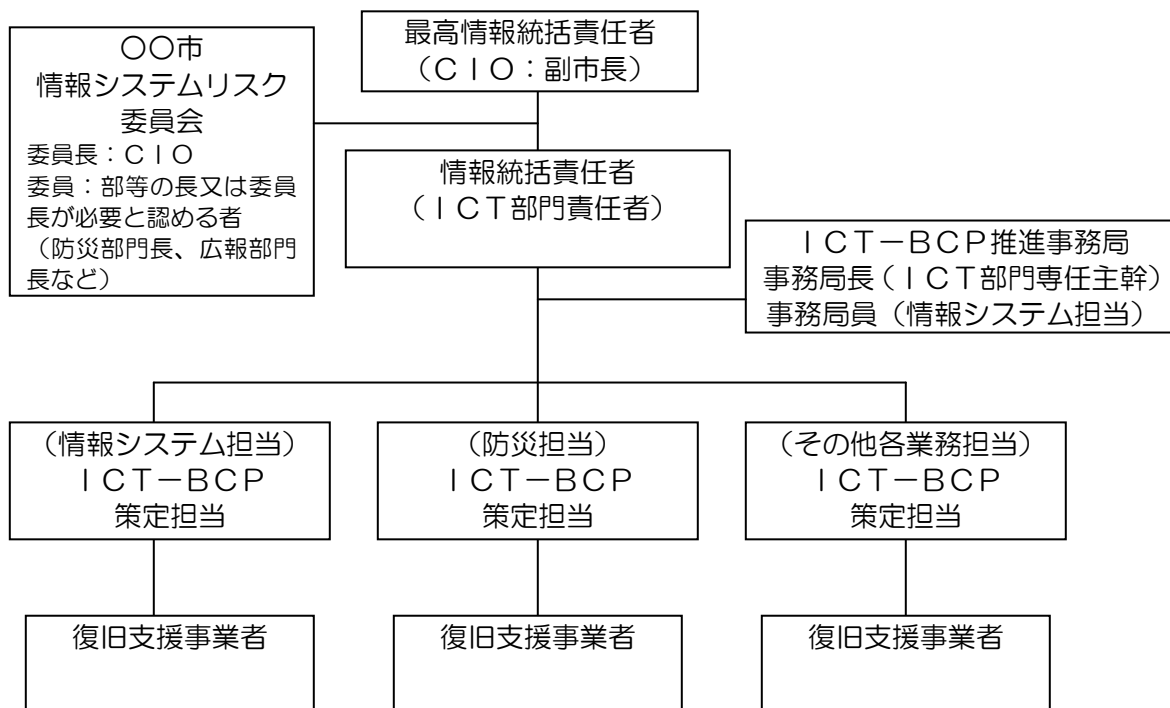 〇〇市
情報システムリスク
委員会
委員長：ＣＩＯ
委員：部等の長又は委員
長が必要と認める者
（防災部門長、広報部門
長など）
最高情報統括責任者
（ＣＩＯ：副市長）
情報統括責任者
（ＩＣＴ部門責任者）
ＩＣＴ－ＢＣＰ推進事務局
事務局長（ＩＣＴ部門専任主幹）
事務局員（情報システム担当）
（情報システム担当）
ＩＣＴ－ＢＣＰ
策定担当
（防災担当）
ＩＣＴ－ＢＣＰ
策定担当
（その他各業務担当）
ＩＣＴ－ＢＣＰ
策定担当
復旧支援事業者
復旧支援事業者
復旧支援事業者